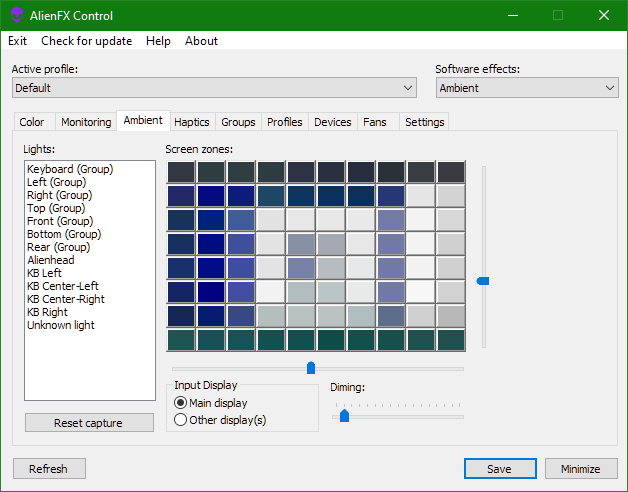 AlienFX Control
Exit Check for update Help About
Active profile: Software effects:
Default Ambient
Color Monitoring Ambient Haptics Groups Profiles Devices Fans Settings
Lights: Screen zones:
Keyboard (Group)
Left (Group)
Right (Group)
Top (Group)
Front (Group)
Bottom (Group)
Rear (Group)
Alienhead
KB Left
KB Center-Left
KB Center-Right
KB Right
Unknown light
Input Display Diming:
Main display
Other display(s)
Reset capture
Refresh Save Minimize